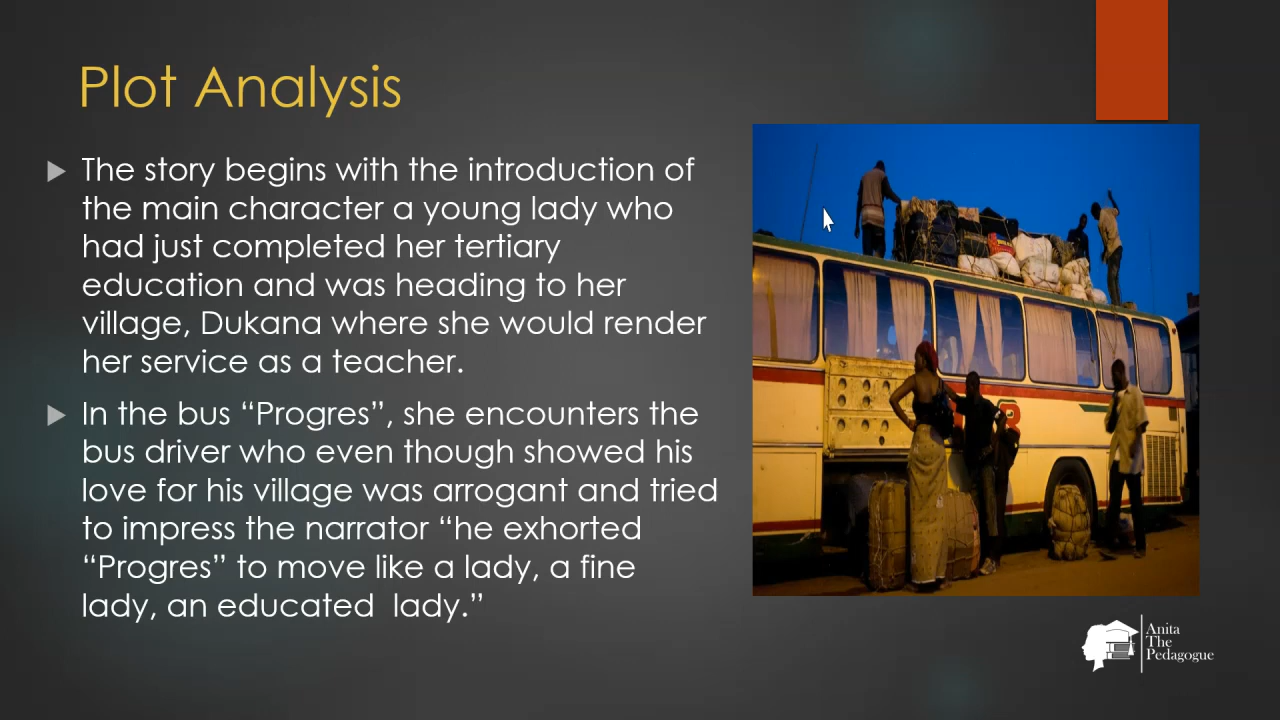 Plot Analysis
The story begins with the introduction of
the main character a young lady who
had just completed her tertiary
education and was heading to her
village, Dukana where she would render
her service as a teacher.
In the bus “Progres”, she encounters the
bus driver who even though showed his
love for his village was arrogant and tried
to impress the narrator “he exhorted
“Progres” to move like a lady, a fine
lady, an educated  lady.”
Anita
The
Pedagogue